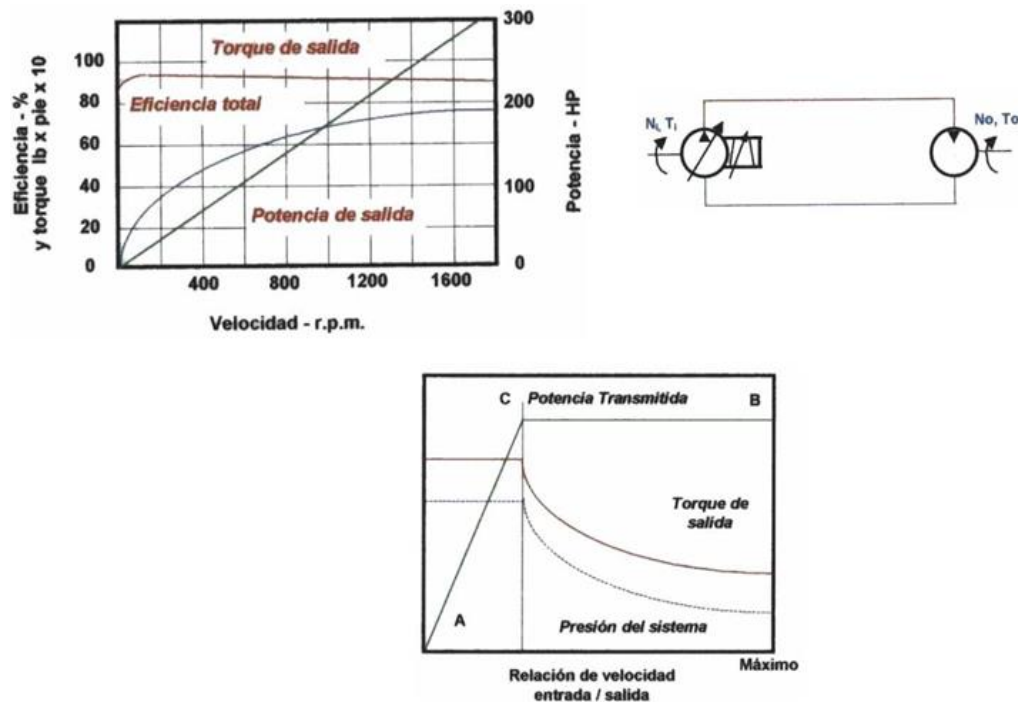 Torque de salida
Eficiencia total
Potencia de salida
Eficiencia - %
y torque lb x pie x 10
100
80
60
40
20
0
300
200
100
0
Potencia - HP
400
800
1200
1600
Velocidad - r.p.m.
Ni, Ti
No, To
C
Potencia Transmitida
B
Torque de
salida
A
Presión del sistema
Máximo
Relación de velocidad
entrada / salida